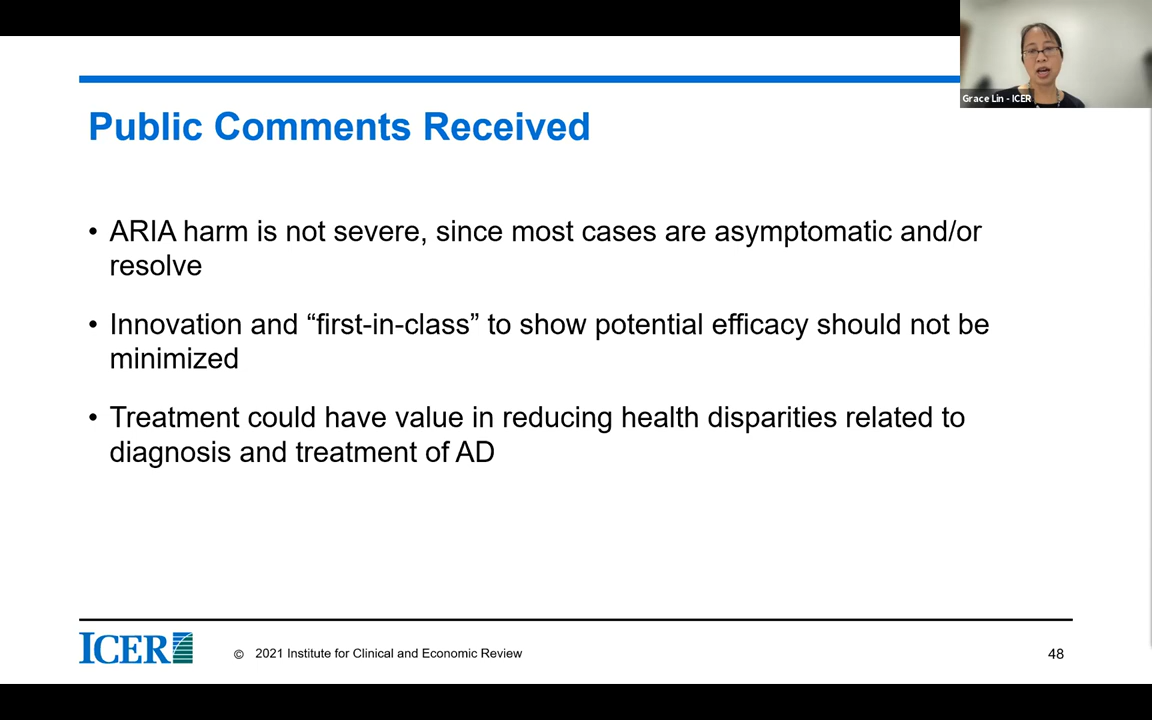 Grace Lin - ICER
Public Comments Received
• ARIA harm is not severe, since most cases are asymptomatic and/or
resolve
• Innovation and “first-in-class” to show potential efficacy should not be
minimized
• Treatment could have value in reducing health disparities related to
diagnosis and treatment of AD
ICER
© 2021 Institute for Clinical and Economic Review
48